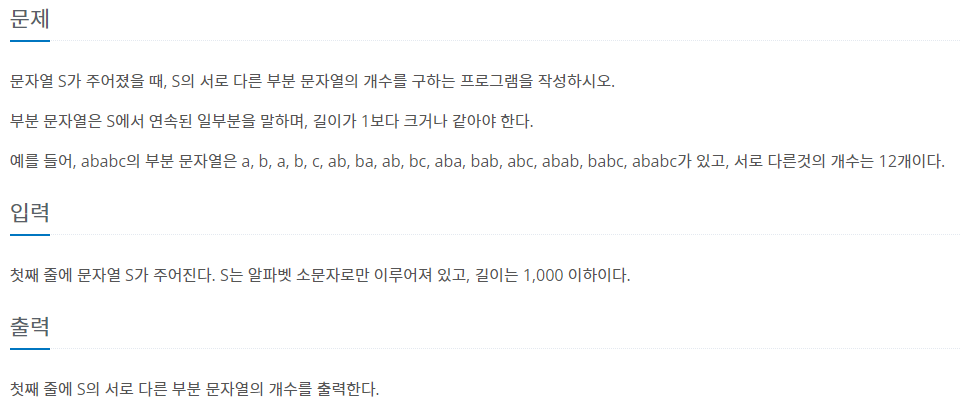 문제
문자열 S가 주어졌을 때, S의 서로 다른 부분 문자열의 개수를 구하는 프로그램을 작성하시오.
부분 문자열은 S에서 연속된 일부분을 말하며, 길이가 1보다 크거나 같아야 한다.
예를 들어, ababc의 부분 문자열은 a, b, a, b, c, ab, ba, ab, bc, aba, bab, abc, abab, babc, ababc가 있고, 서로 다른것의 개수는 12개이다.
입력
첫째 줄에 문자열 S가 주어진다. S는 알파벳 소문자로만 이루어져 있고, 길이는 1,000 이하이다.
출력
첫째 줄에 S의 서로 다른 부분 문자열의 개수를 출력한다.